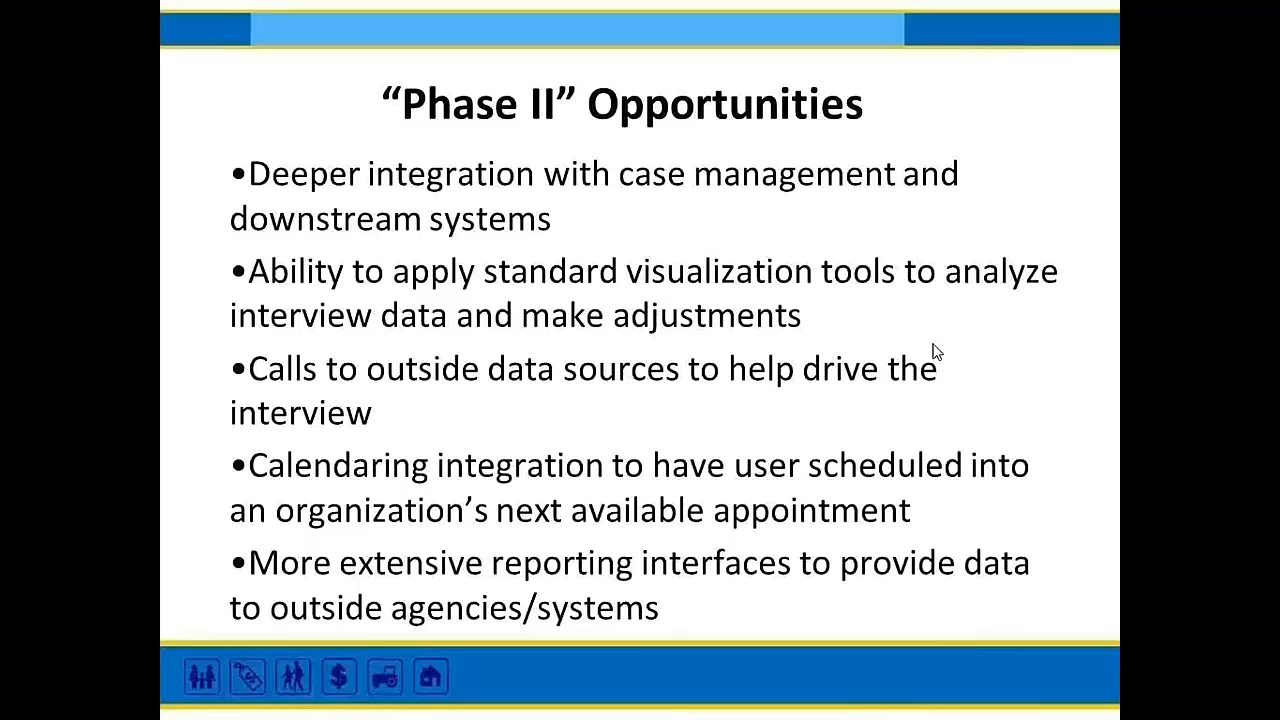 “Phase II” Opportunities
•Deeper integration with case management and
downstream systems
•Ability to apply standard visualization tools to analyze
interview data and make adjustments
•Calls to outside data sources to help drive the
interview
•Calendaring integration to have user scheduled into
an organization’s next available appointment
•More extensive reporting interfaces to provide data
to outside agencies/systems
$